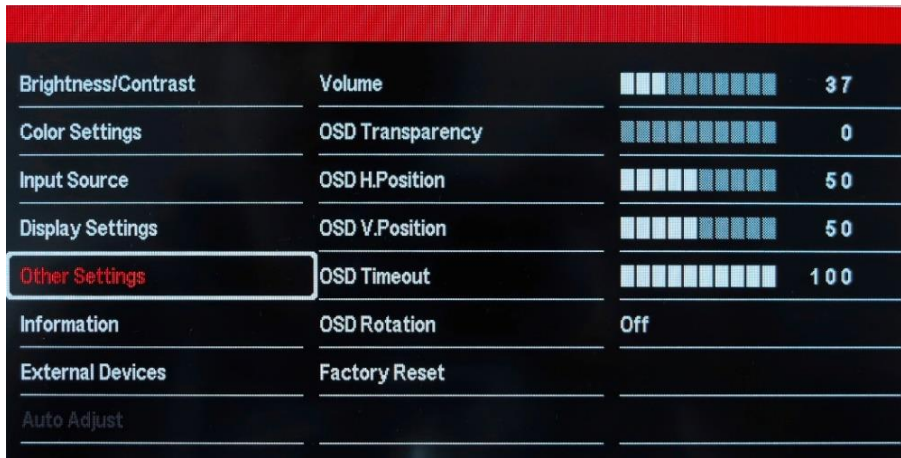 Brightness/Contrast Volume 37
Color Settings OSD Transparency 0
Input Source OSD H.Position 50
Display Settings OSD V.Position 50
Other Settings OSD Timeout 100
Information OSD Rotation Off
External Devices Factory Reset
Auto Adjust